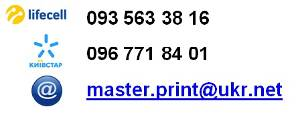 lifecell 093 563 38 16
КИЇВСТАР 096 771 84 01
@ master.print@ukr.net